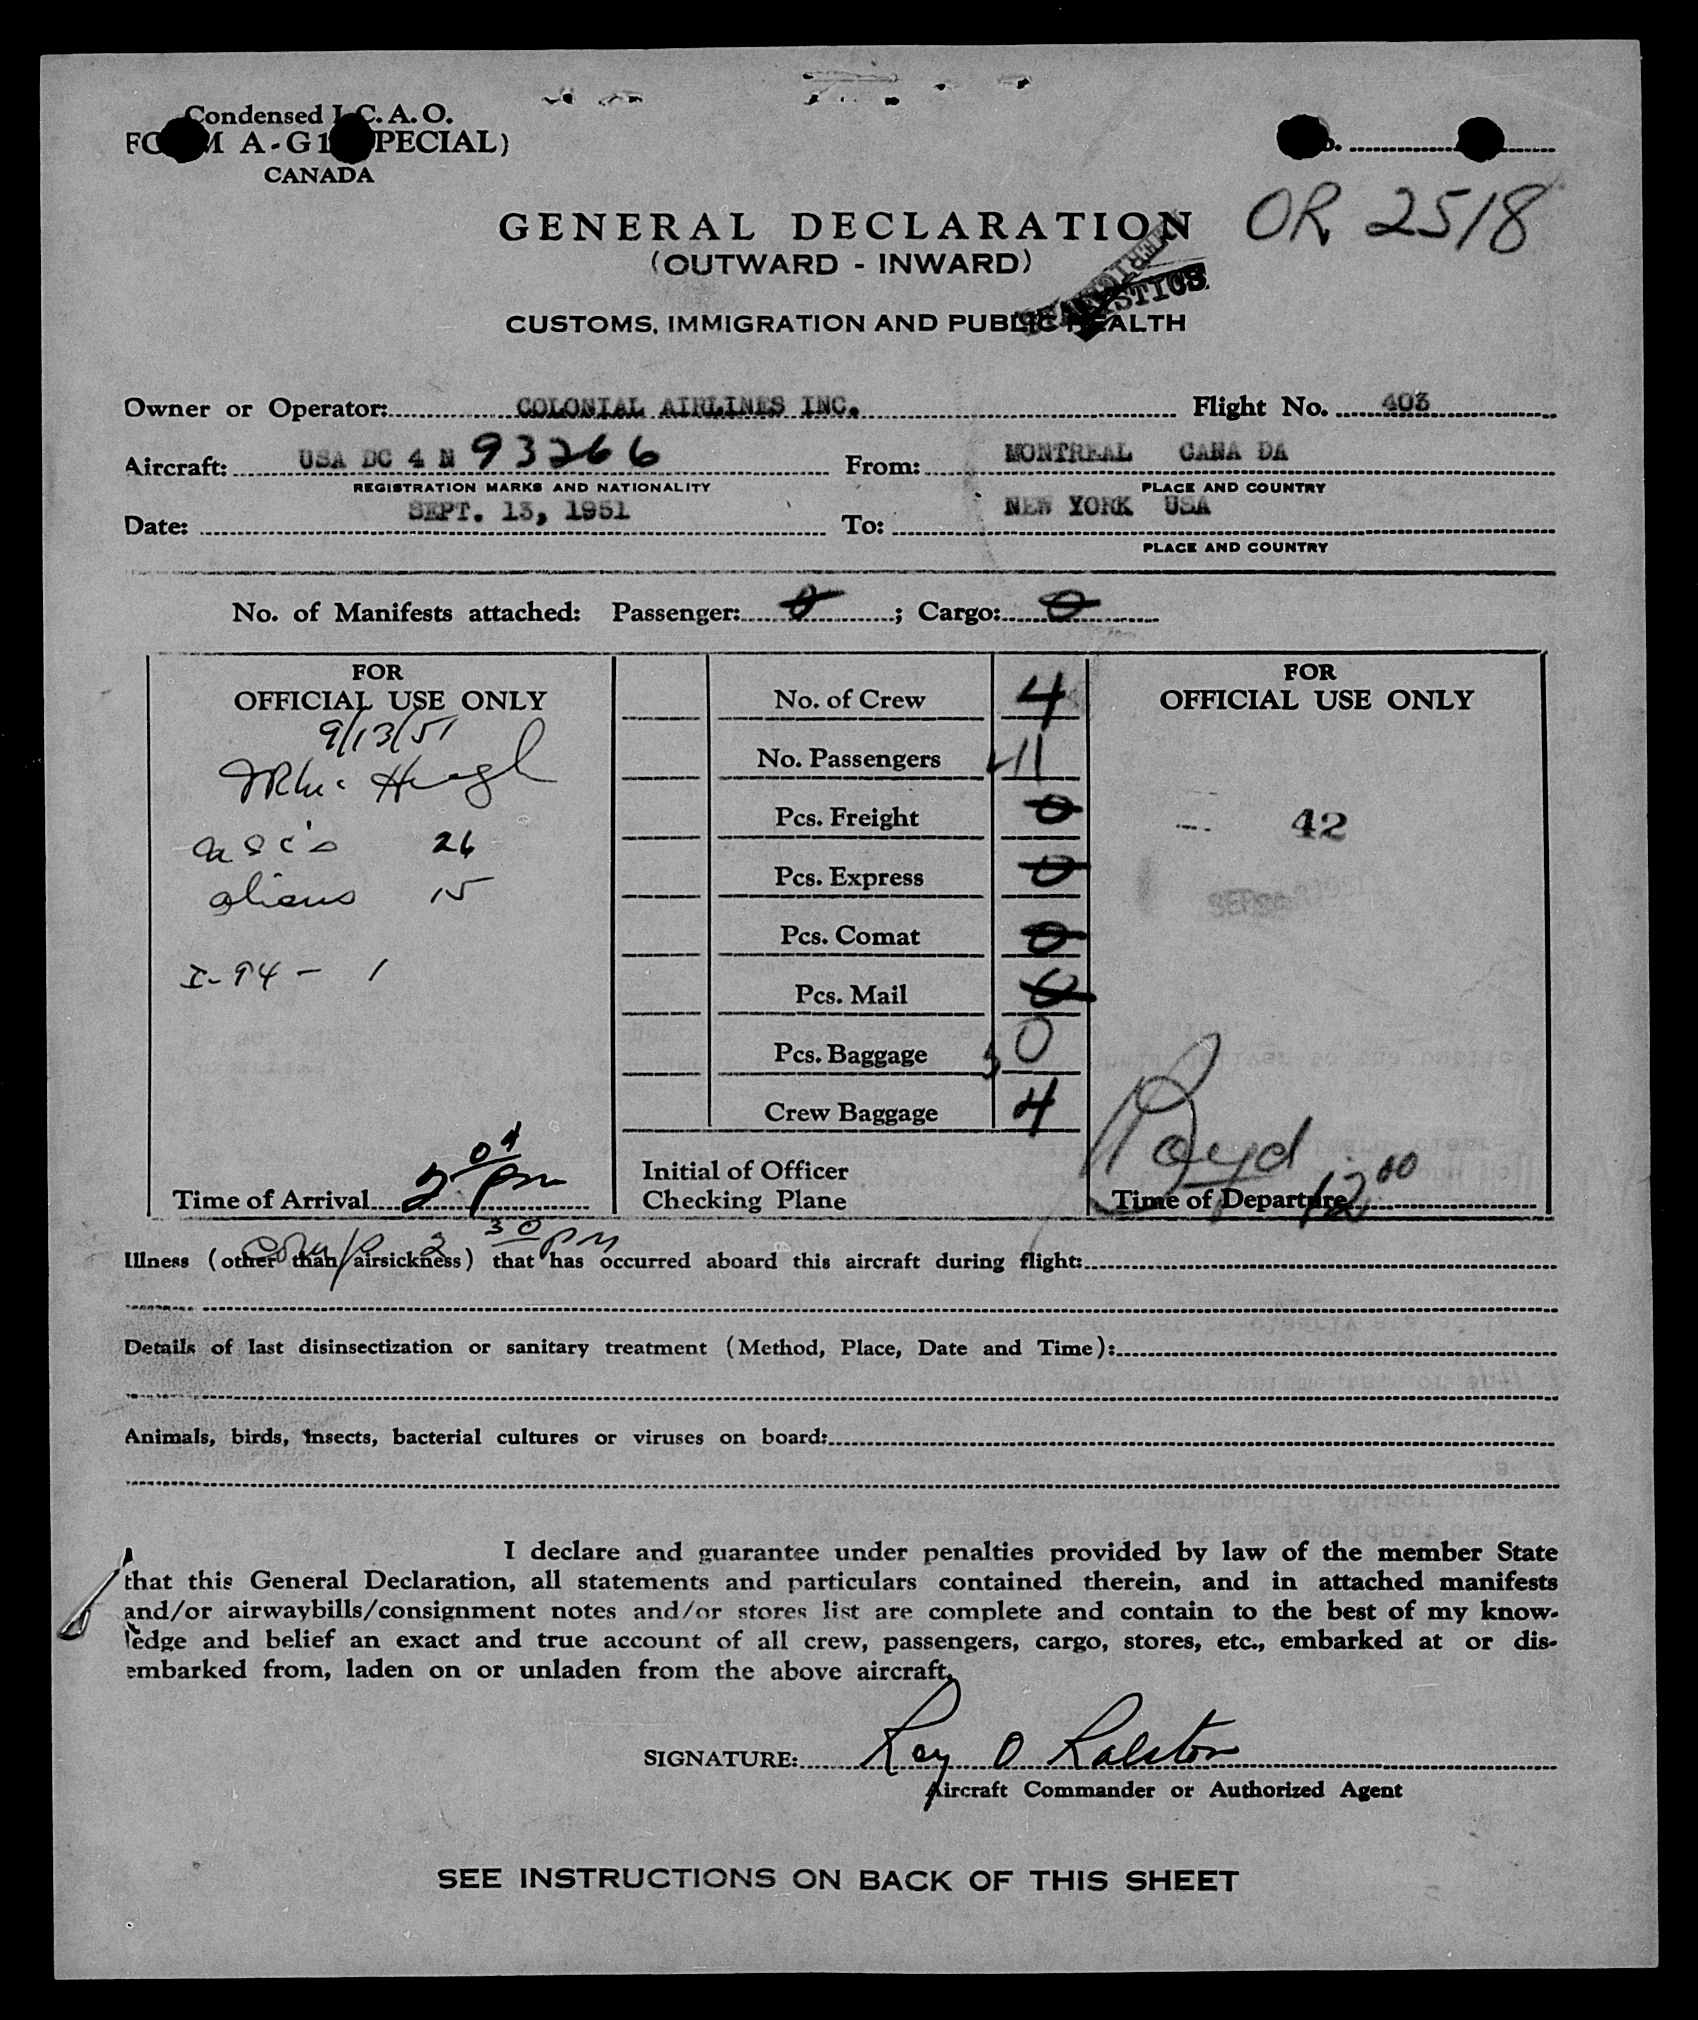 Condensed I.C.A.O.
FORM A-G1 (SPECIAL)
CANADA
OR 2518
GENERAL DECLARATION
(OUTWARD - INWARD)
STATISTICS
CUSTOMS, IMMIGRATION AND PUBLIC HEALTH
Owner or Operator: COLONIAL AIRLINES INC. Flight No. 403
Aircraft: USA DC 4 N 93266 From: MONTREAL CANA DA
REGISTRATION MARKS AND NATIONALITY PLACE AND COUNTRY
Date: SEPT. 13, 1951 To: NEW YORK USA
PLACE AND COUNTRY
No. of Manifests attached: Passenger: 0; Cargo: 0
FOR
OFFICIAL USE ONLY
9/13/51
usc's 26
aliens 15
I-94 - 1
Time of Arrival 2 04 pm
No. of Crew 4
No. Passengers 41
Pcs. Freight 0
Pcs. Express 0
Pcs. Comat 0
Pcs. Mail 0
Pcs. Baggage 50
Crew Baggage 4
Initial of Officer
Checking Plane
FOR
OFFICIAL USE ONLY
42
Boyd
Time of Departure 12 00
2 30 pm
Illness (other than airsickness) that has occurred aboard this aircraft during flight:
Details of last disinsectization or sanitary treatment (Method, Place, Date and Time):
Animals, birds, insects, bacterial cultures or viruses on board:
I declare and guarantee under penalties provided by law of the member State
that this General Declaration, all statements and particulars contained therein, and in attached manifests
and/or airwaybills/consignment notes and/or stores list are complete and contain to the best of my know-
ledge and belief an exact and true account of all crew, passengers, cargo, stores, etc., embarked at or dis-
embarked from, laden on or unladen from the above aircraft.
SIGNATURE: Ray O Ralston
Aircraft Commander or Authorized Agent
SEE INSTRUCTIONS ON BACK OF THIS SHEET